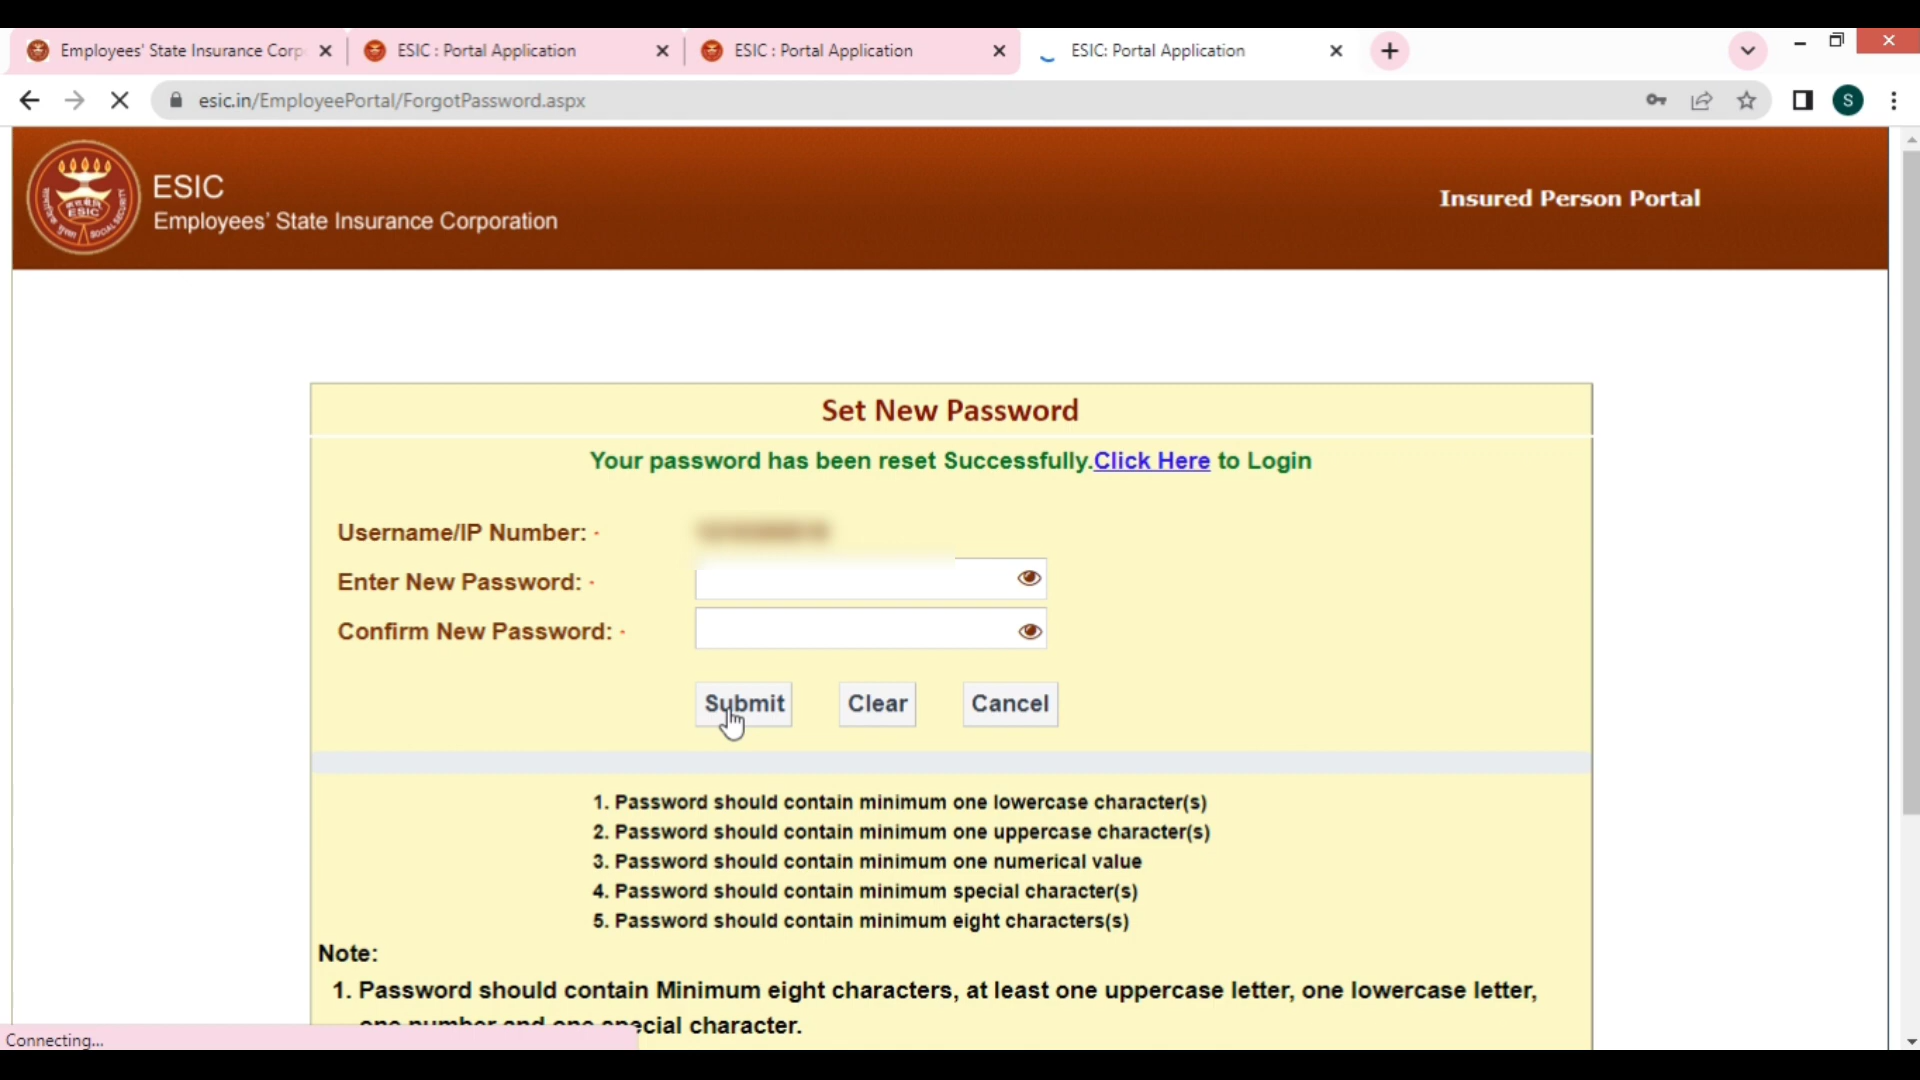 Employees' State Insurance Corp
ESIC : Portal Application
ESIC : Portal Application
ESIC: Portal Application
esic.in/EmployeePortal/ForgotPassword.aspx
S
ESIC
Employees' State Insurance Corporation
Insured Person Portal
Set New Password
Your password has been reset Successfully.Click Here to Login
Username/IP Number: *
Enter New Password: *
Confirm New Password: *
Submit Clear Cancel
1. Password should contain minimum one lowercase character(s)
2. Password should contain minimum one uppercase character(s)
3. Password should contain minimum one numerical value
4. Password should contain minimum special character(s)
5. Password should contain minimum eight characters(s)
Note:
1. Password should contain Minimum eight characters, at least one uppercase letter, one lowercase letter,
one number and one special character.
Connecting...